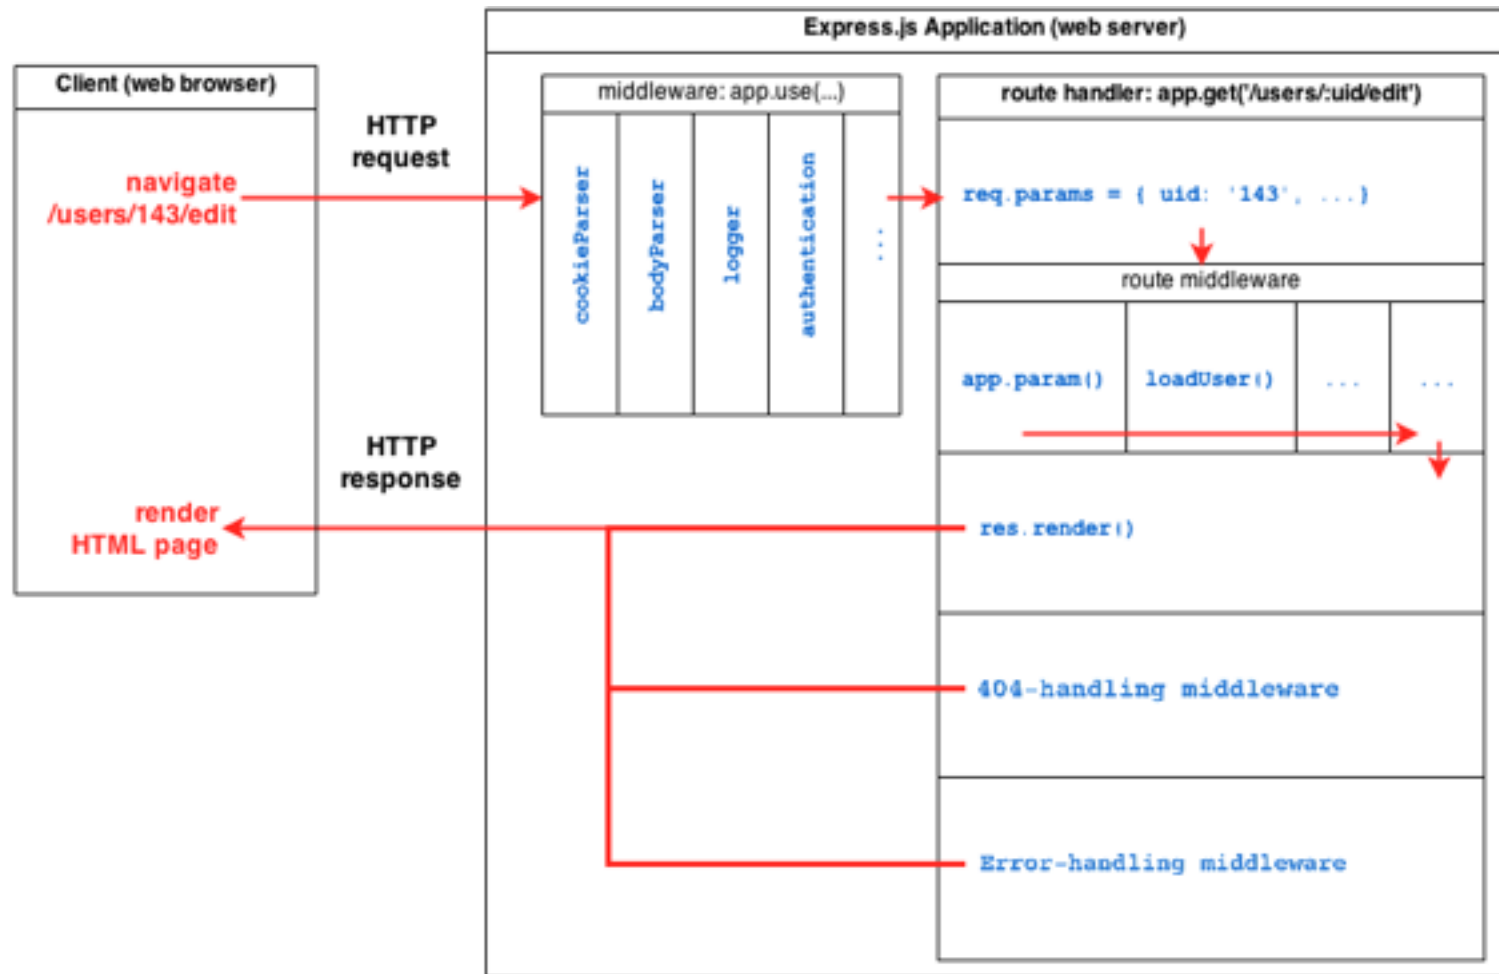 Express.js Application (web server)
Client (web browser)
navigate
/users/143/edit
render
HTML page
HTTP
request
HTTP
response
middleware: app.use(...)
cookieParser
bodyParser
logger
authentication
...
route handler: app.get('/users/:uid/edit')
req.params = { uid: '143', ...}
route middleware
app.param()
loadUser()
...
...
res.render()
404-handling middleware
Error-handling middleware